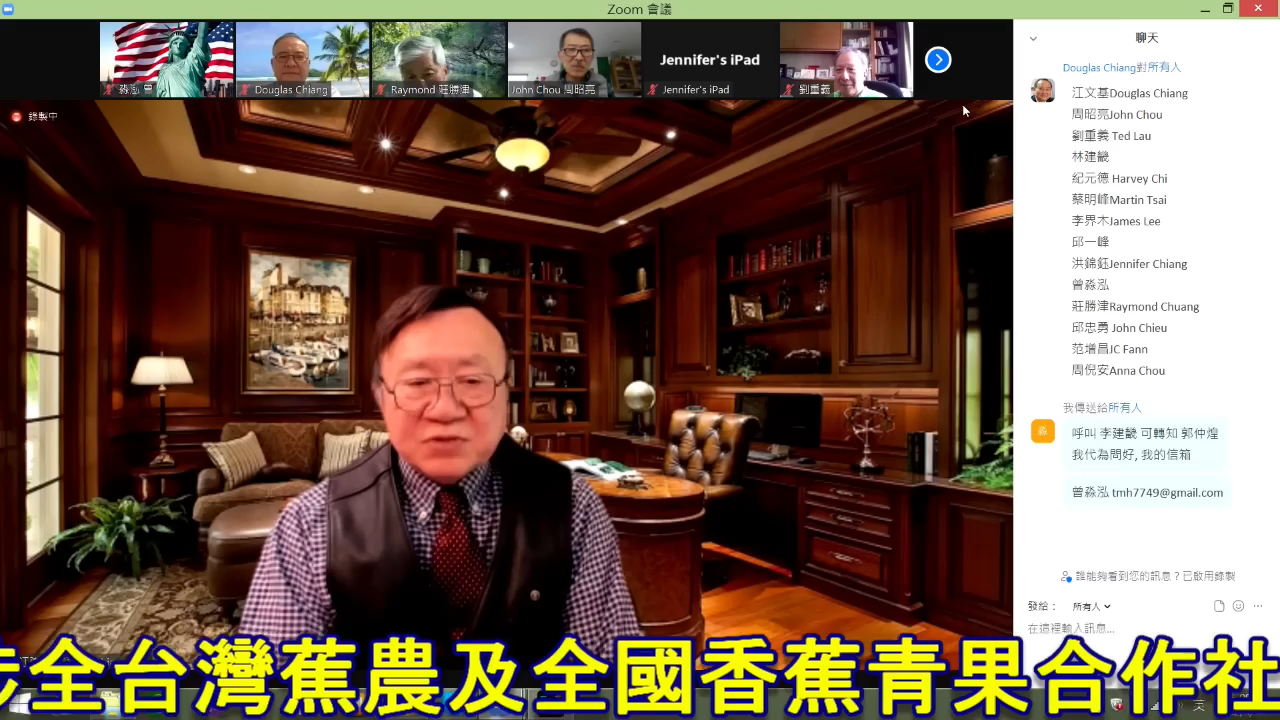 Zoom 會議
Douglas Chiang
Raymond 莊勝津
John Chou 周昭亮
Jennifer's iPad
Jennifer's iPad
劉重義
錄製中
聊天
Douglas Chiang對所有人
江文基Douglas Chiang
周昭亮John Chou
劉重義 Ted Lau
林建畿
紀元德 Harvey Chi
蔡明峰Martin Tsai
李界木James Lee
邱一峰
洪錦鈺Jennifer Chiang
曾淼泓
莊勝津Raymond Chuang
邱忠勇 John Chieu
范增昌JC Fann
周倪安Anna Chou
我傳送給所有人
呼叫 李建畿 可轉知 郭仲煌
我代為問好, 我的信箱
曾淼泓 tmh7749@gmail.com
誰能夠看到您的訊息？已啟用錄製
發給： 所有人
在這裡輸入訊息...
全台灣蕉農及全國香蕉青果合作社
英